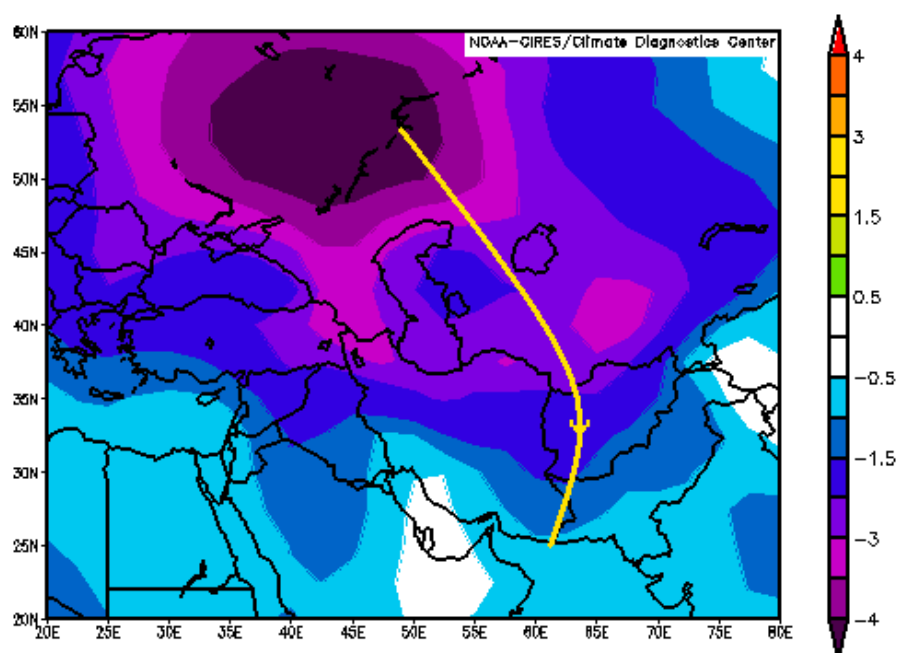 NOAA-CIRES/Climate Diagnostics Center
60N
55N
50N
45N
40N
35N
30N
25N
20N
20E 25E 30E 35E 40E 45E 50E 55E 60E 65E 70E 75E 80E
4
3
1.5
0.5
-0.5
-1.5
-3
-4